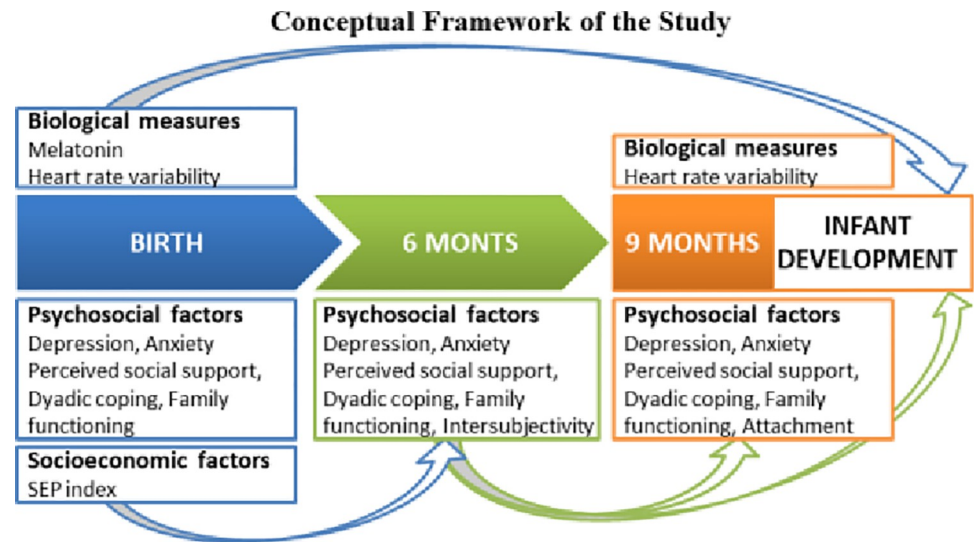 Conceptual Framework of the Study
Biological measures
Melatonin
Heart rate variability
Biological measures
Heart rate variability
BIRTH
6 MONTS
9 MONTHS
INFANT
DEVELOPMENT
Psychosocial factors
Depression, Anxiety
Perceived social support,
Dyadic coping, Family
functioning
Psychosocial factors
Depression, Anxiety
Perceived social support,
Dyadic coping, Family
functioning, Intersubjectivity
Psychosocial factors
Depression, Anxiety
Perceived social support,
Dyadic coping, Family
functioning, Attachment
Socioeconomic factors
SEP index